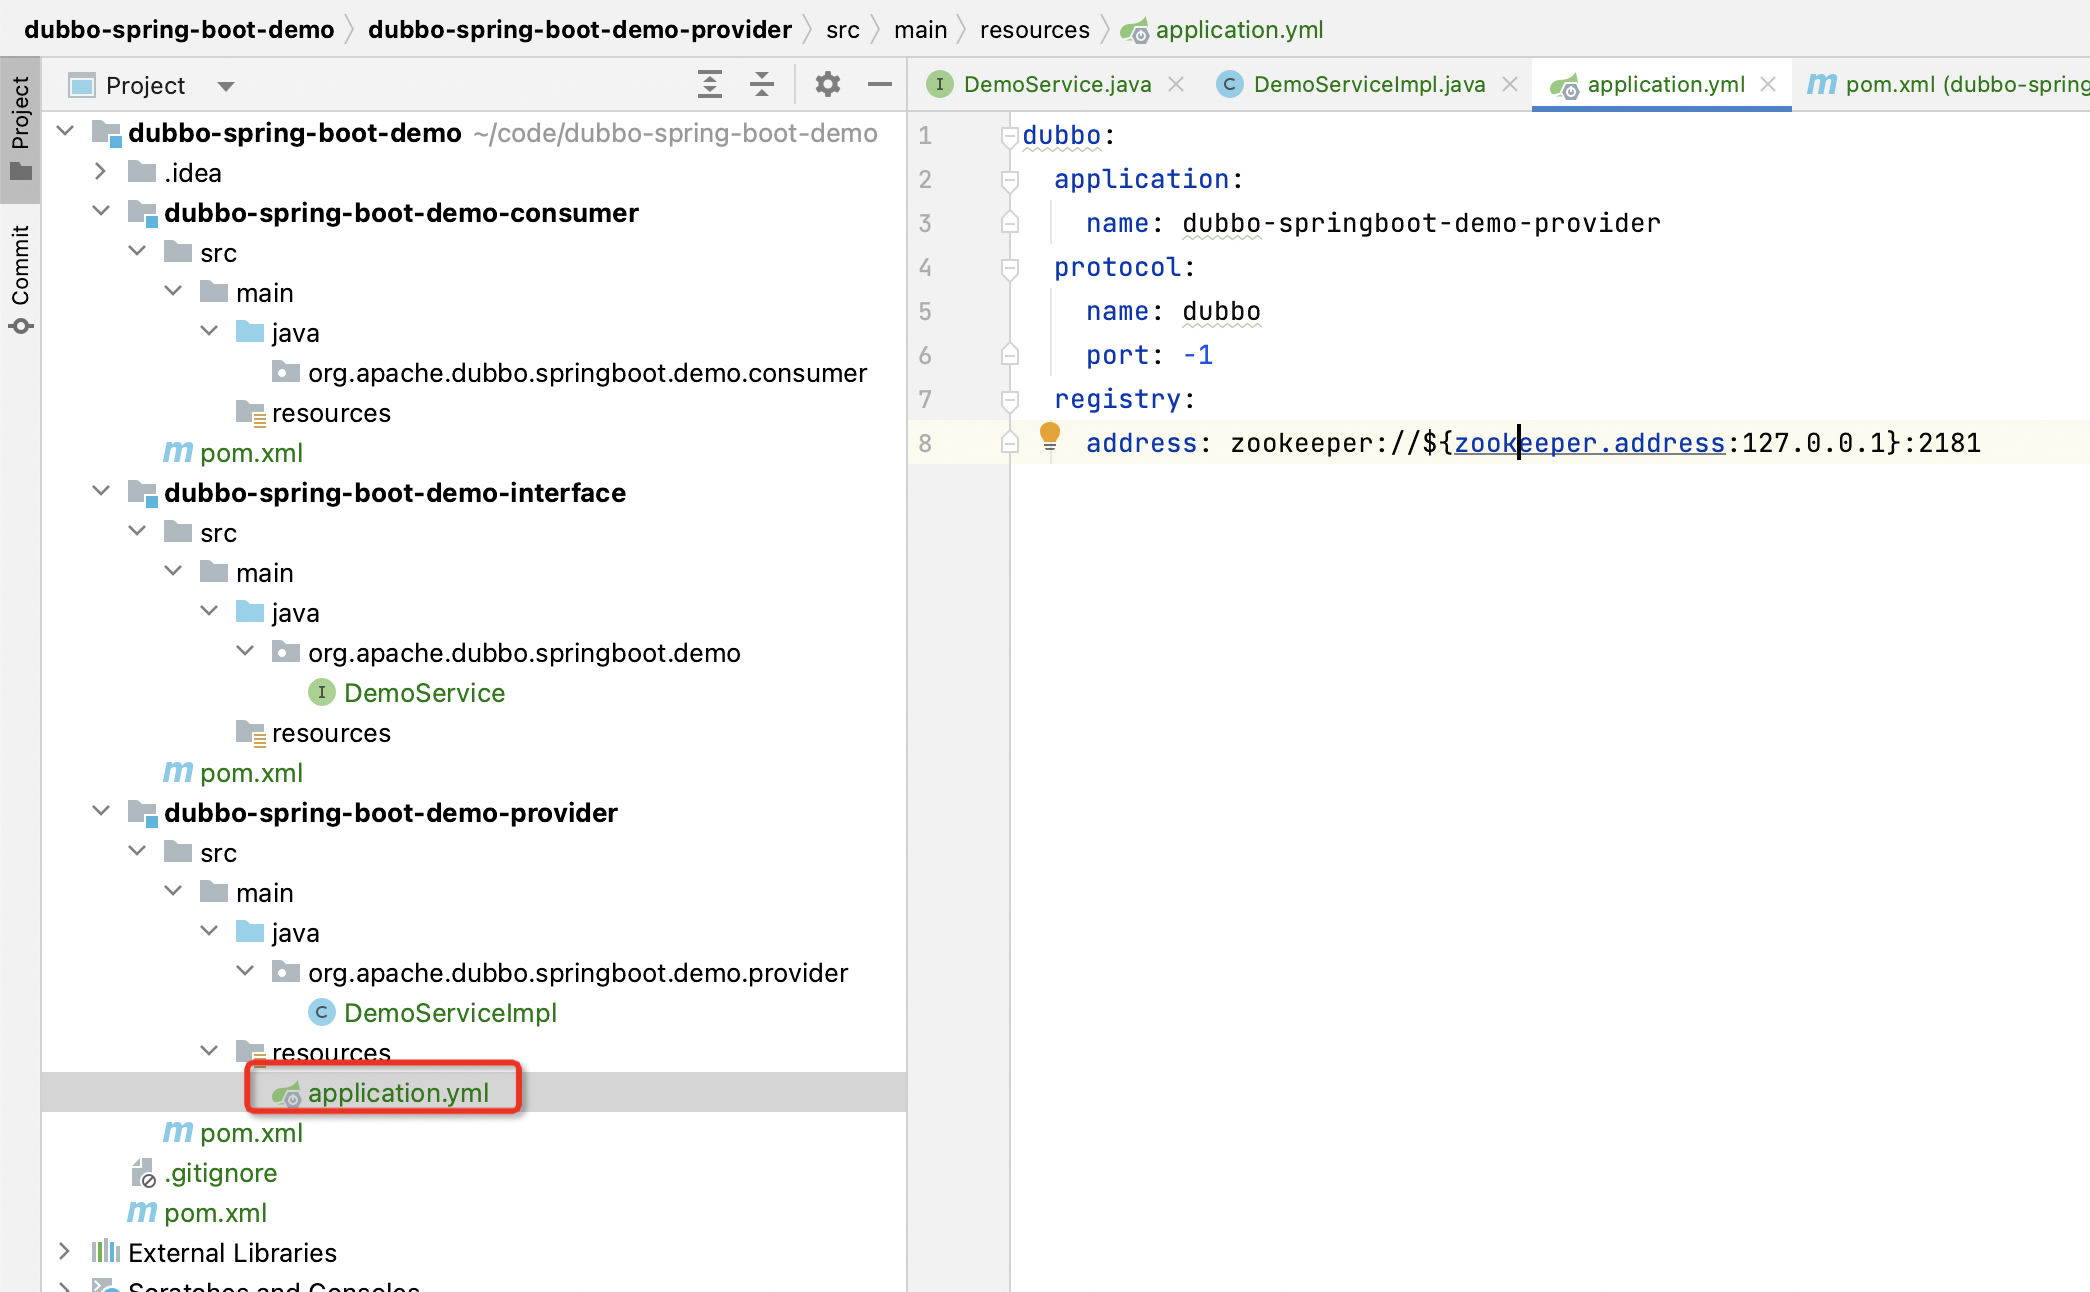 dubbo-spring-boot-demo dubbo-spring-boot-demo-provider src main resources application.yml
Project
Commit
Project
DemoService.java DemoServiceImpl.java application.yml pom.xml (dubbo-spring
dubbo-spring-boot-demo ~/code/dubbo-spring-boot-demo
.idea
dubbo-spring-boot-demo-consumer
src
main
java
org.apache.dubbo.springboot.demo.consumer
resources
pom.xml
dubbo-spring-boot-demo-interface
src
main
java
org.apache.dubbo.springboot.demo
DemoService
resources
pom.xml
dubbo-spring-boot-demo-provider
src
main
java
org.apache.dubbo.springboot.demo.provider
DemoServiceImpl
resources
application.yml
pom.xml
.gitignore
pom.xml
External Libraries
Scratches and Consoles
1 dubbo:
2 application:
3 name: dubbo-springboot-demo-provider
4 protocol:
5 name: dubbo
6 port: -1
7 registry:
8 address: zookeeper://${zookeeper.address:127.0.0.1}:2181